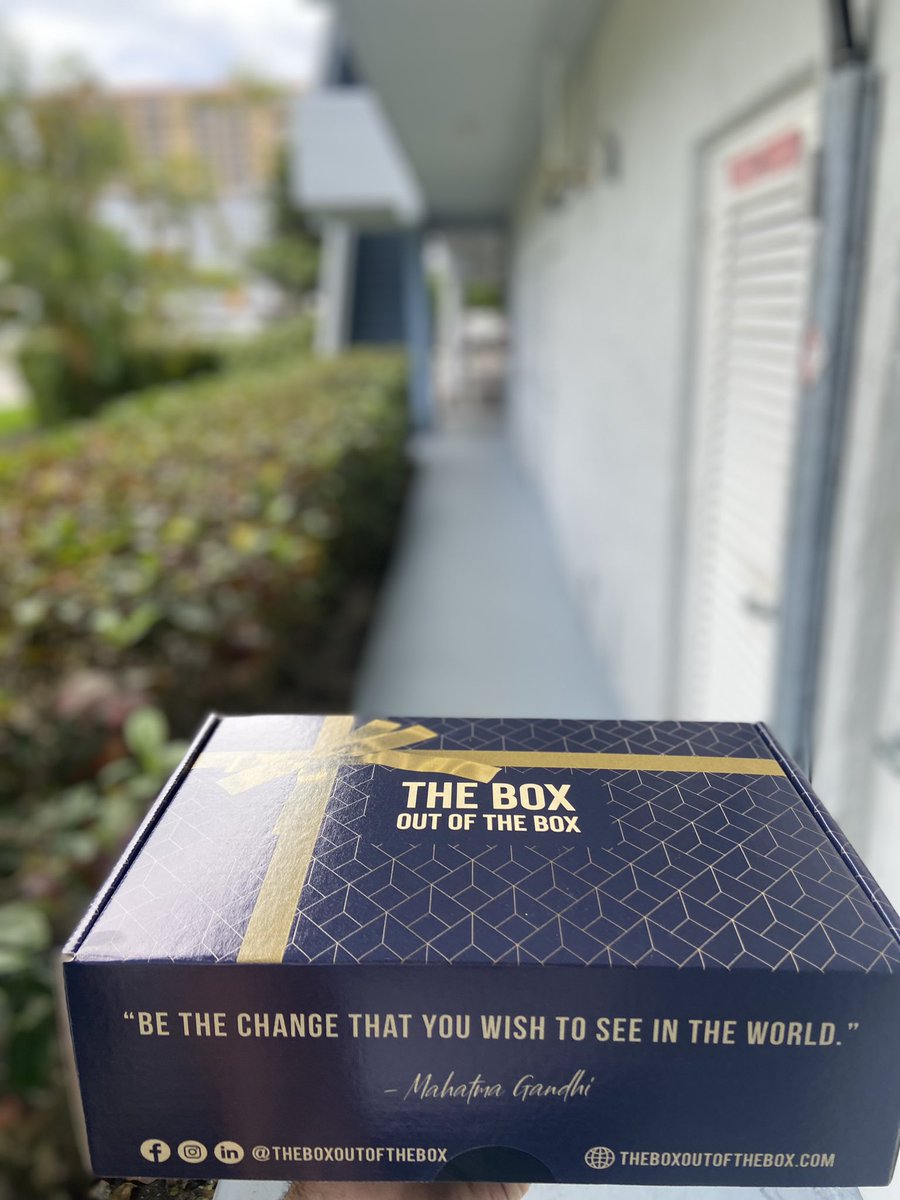 THE BOX
OUT OF THE BOX
“BE THE CHANGE THAT YOU WISH TO SEE IN THE WORLD.”
– Mahatma Gandhi
@THEBOXOUTOFTHEBOX
THEBOXOUTOFTHEBOX.COM